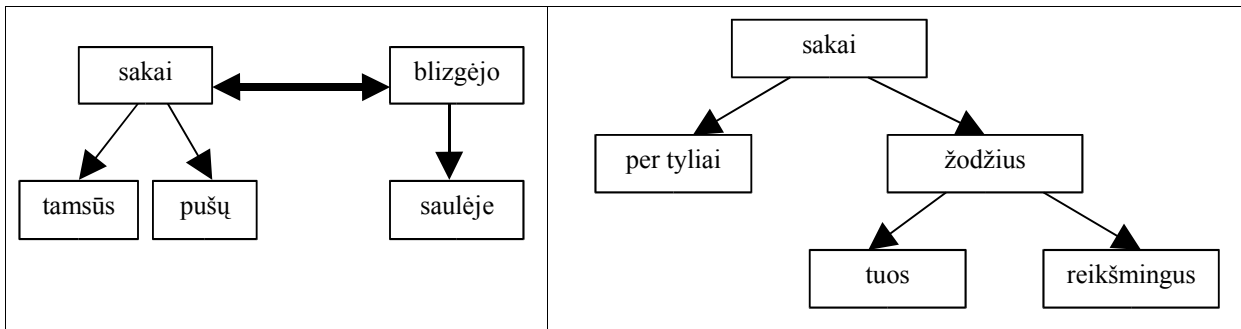 sakai
blizgėjo
tamsūs
pušų
saulėje
sakai
per tyliai
žodžius
tuos
reikšmingus